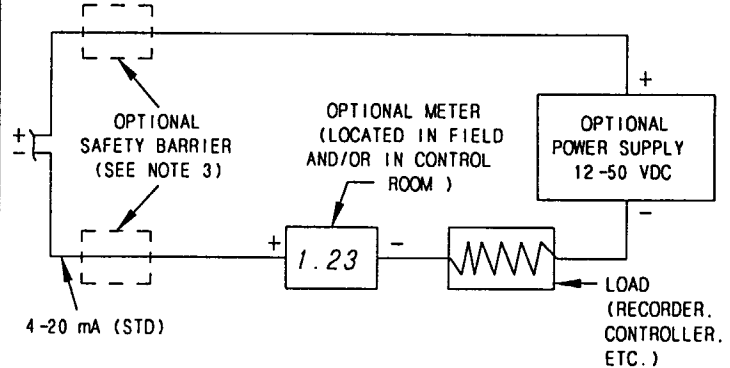 OPTIONAL
SAFETY BARRIER
(SEE NOTE 3)
OPTIONAL METER
(LOCATED IN FIELD
AND/OR IN CONTROL
ROOM )
+
OPTIONAL
POWER SUPPLY
12-50 VDC
-
+
-
+
1.23
-
4-20 mA (STD)
LOAD
(RECORDER,
CONTROLLER,
ETC.)